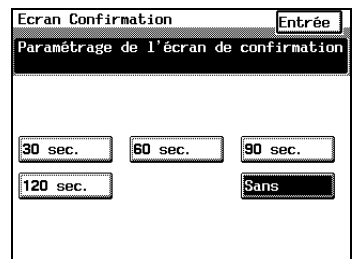 Ecran Confirmation Entrée
Paramétrage de l'écran de confirmation
30 sec. 60 sec. 90 sec.
120 sec. Sans